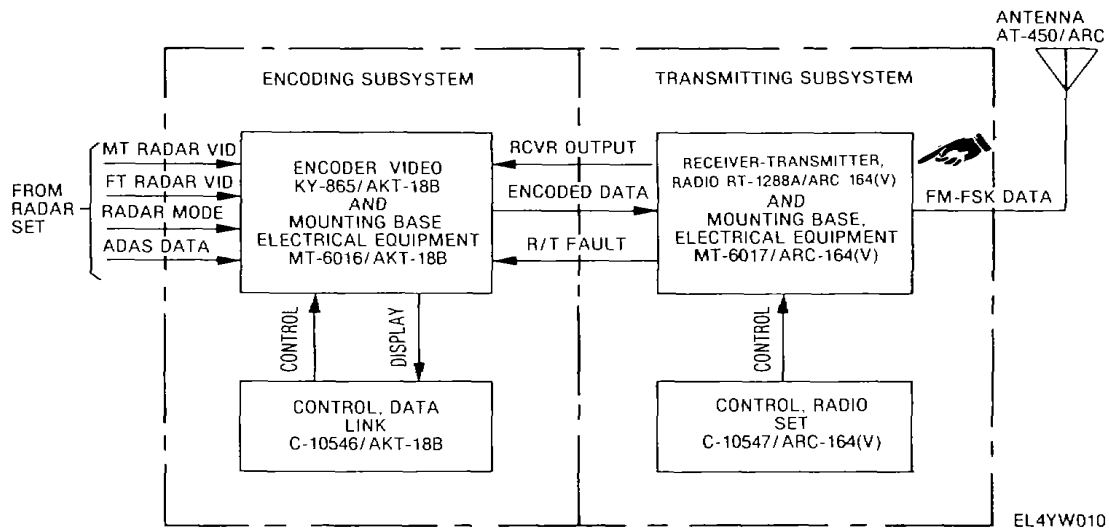 ANTENNA
AT-450/ARC
ENCODING SUBSYSTEM
TRANSMITTING SUBSYSTEM
FROM
RADAR
SET
MT RADAR VID
FT RADAR VID
RADAR MODE
ADAS DATA
ENCODER VIDEO
KY-865/AKT-18B
AND
MOUNTING BASE
ELECTRICAL EQUIPMENT
MT-6016/AKT-18B
RCVR OUTPUT
ENCODED DATA
R/T FAULT
RECEIVER-TRANSMITTER,
RADIO RT-1288A/ARC 164(V)
AND
MOUNTING BASE,
ELECTRICAL EQUIPMENT
MT-6017/ARC-164(V)
FM-FSK DATA
CONTROL
DISPLAY
CONTROL
CONTROL, DATA
LINK
C-10546/AKT-18B
CONTROL, RADIO
SET
C-10547/ARC-164(V)
EL4YW010